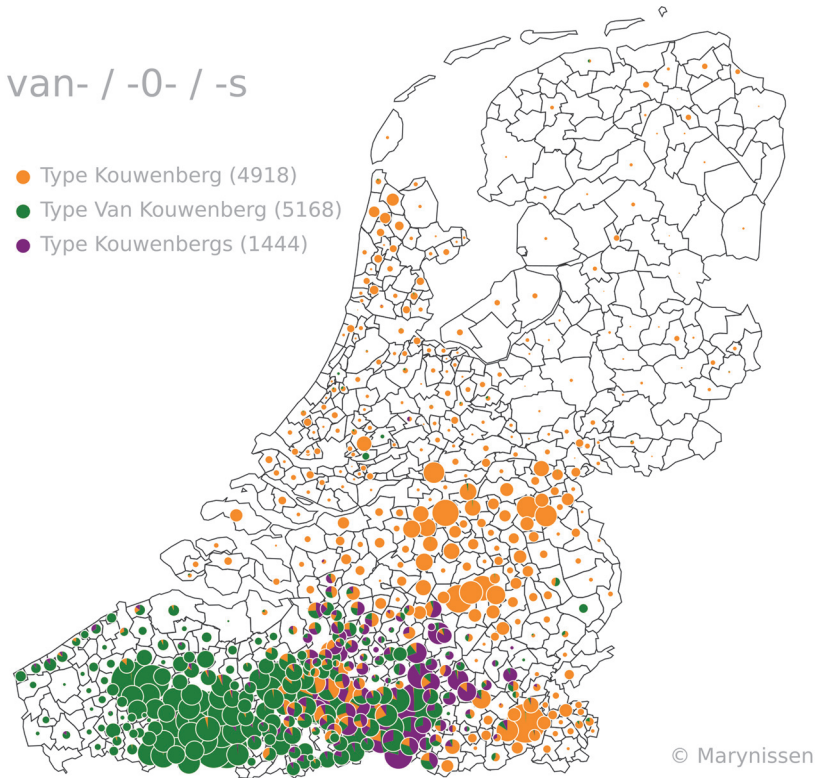 van- / -0- / -s
Type Kouwenberg (4918)
Type Van Kouwenberg (5168)
Type Kouwenbergs (1444)
© Marynissen